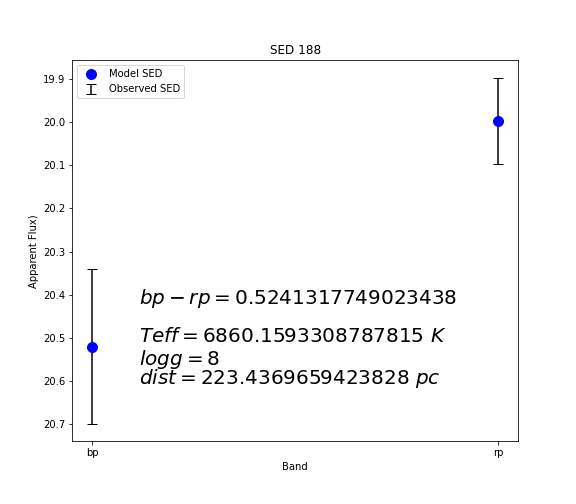 SED 188
Model SED
Observed SED
19.9
20.0
20.1
20.2
20.3
20.4
20.5
20.6
20.7
Apparent Flux)
bp − rp = 0.5241317749023438
Teff = 6860.1593308787815 K
logg = 8
dist = 223.4369659423828 pc
bp
rp
Band